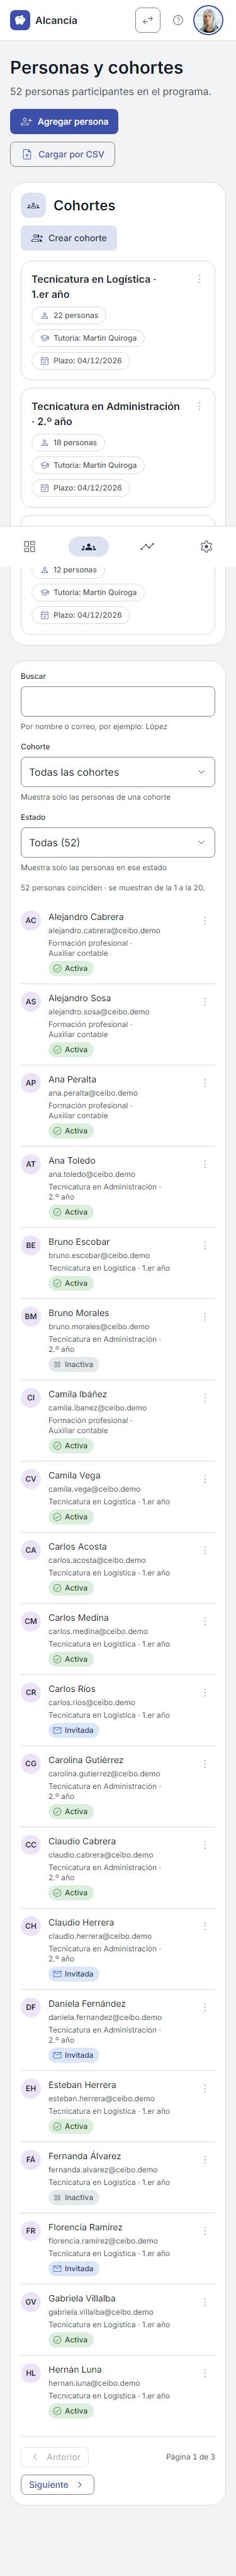 Alcancía
Personas y cohortes
52 personas participantes en el programa.
Agregar persona
Cargar por CSV
Cohortes
Crear cohorte
Tecnicatura en Logística ·
1.er año
22 personas
Tutoría: Martín Quiroga
Plazo: 04/12/2026
Tecnicatura en Administración
· 2.º año
18 personas
Tutoría: Martín Quiroga
Plazo: 04/12/2026
12 personas
Tutoría: Martín Quiroga
Plazo: 04/12/2026
Buscar
Por nombre o correo, por ejemplo: López
Cohorte
Todas las cohortes
Muestra solo las personas de una cohorte
Estado
Todas (52)
Muestra solo las personas en ese estado
52 personas coinciden · se muestran de la 1 a la 20.
AC
Alejandro Cabrera
alejandro.cabrera@ceibo.demo
Formación profesional ·
Auxiliar contable
Activa
AS
Alejandro Sosa
alejandro.sosa@ceibo.demo
Formación profesional ·
Auxiliar contable
Activa
AP
Ana Peralta
ana.peralta@ceibo.demo
Formación profesional ·
Auxiliar contable
Activa
AT
Ana Toledo
ana.toledo@ceibo.demo
Tecnicatura en Administración ·
2.º año
Activa
BE
Bruno Escobar
bruno.escobar@ceibo.demo
Tecnicatura en Logística · 1.er año
Activa
BM
Bruno Morales
bruno.morales@ceibo.demo
Tecnicatura en Administración ·
2.º año
Inactiva
CI
Camila Ibáñez
camila.ibanez@ceibo.demo
Formación profesional ·
Auxiliar contable
Activa
CV
Camila Vega
camila.vega@ceibo.demo
Tecnicatura en Logística · 1.er año
Activa
CA
Carlos Acosta
carlos.acosta@ceibo.demo
Tecnicatura en Logística · 1.er año
Activa
CM
Carlos Medina
carlos.medina@ceibo.demo
Tecnicatura en Logística · 1.er año
Activa
CR
Carlos Ríos
carlos.rios@ceibo.demo
Tecnicatura en Logística · 1.er año
Invitada
CG
Carolina Gutiérrez
carolina.gutierrez@ceibo.demo
Tecnicatura en Administración ·
2.º año
Activa
CC
Claudio Cabrera
claudio.cabrera@ceibo.demo
Tecnicatura en Administración ·
2.º año
Activa
CH
Claudio Herrera
claudio.herrera@ceibo.demo
Tecnicatura en Administración ·
2.º año
Invitada
DF
Daniela Fernández
daniela.fernandez@ceibo.demo
Tecnicatura en Administración ·
2.º año
Invitada
EH
Esteban Herrera
esteban.herrera@ceibo.demo
Tecnicatura en Logística · 1.er año
Activa
FÁ
Fernanda Álvarez
fernanda.alvarez@ceibo.demo
Tecnicatura en Logística · 1.er año
Inactiva
FR
Florencia Ramírez
florencia.ramirez@ceibo.demo
Tecnicatura en Logística · 1.er año
Invitada
GV
Gabriela Villalba
gabriela.villalba@ceibo.demo
Tecnicatura en Logística · 1.er año
Activa
HL
Hernán Luna
hernan.luna@ceibo.demo
Tecnicatura en Logística · 1.er año
Activa
Anterior
Página 1 de 3
Siguiente